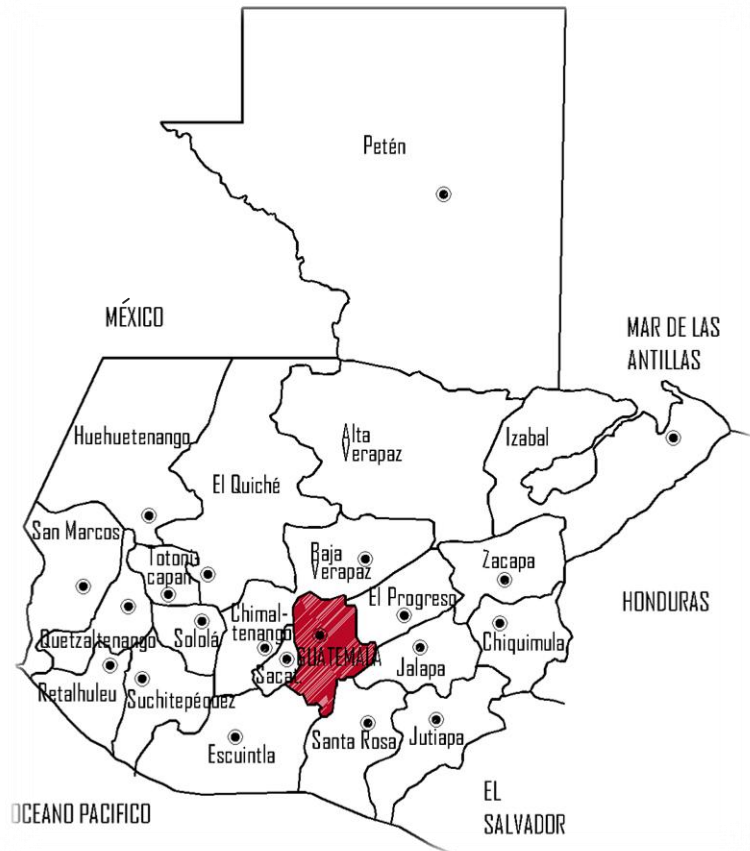 Petén
MÉXICO
MAR DE LAS
ANTILLAS
Huehuetenango
Alta
Verapaz
Izabal
El Quiché
San Marcos
Totoni
capán
Baja
Verapaz
Zacapa
El Progreso
HONDURAS
Chimal-
tenango
Quetzaltenango
Sololá
Chiquimula
GUATEMALA
Sacat.
Jalapa
Retalhuleu
Suchitepéquez
Escuintla
Santa Rosa
Jutiapa
EL
SALVADOR
OCEANO PACIFICO